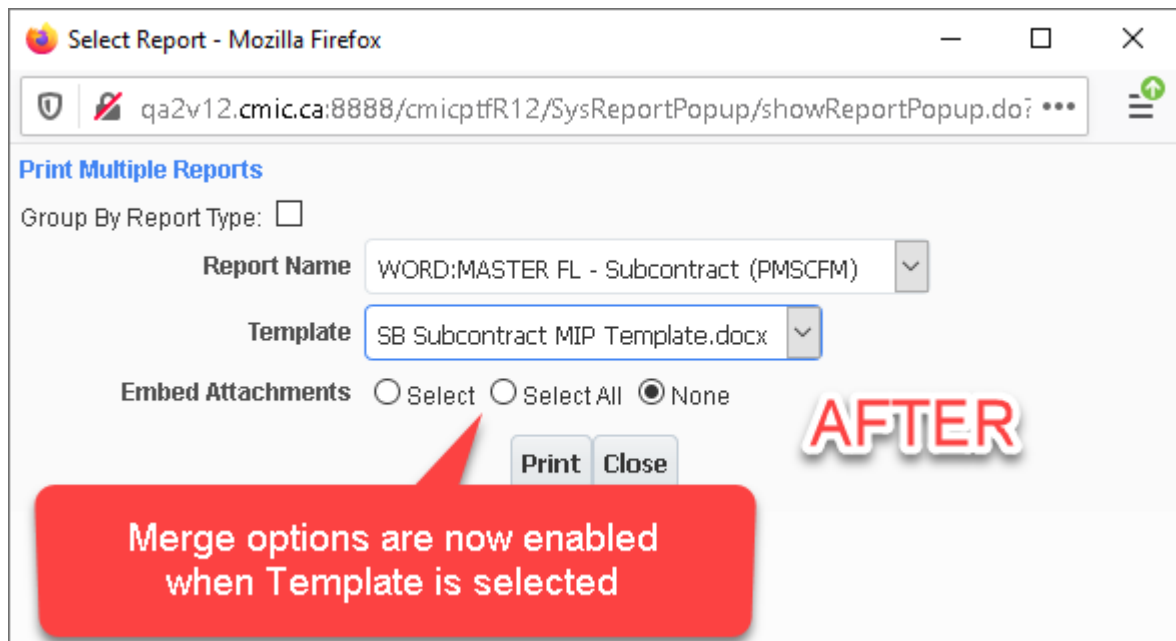 Select Report - Mozilla Firefox
qa2v12.cmic.ca:8888/cmicptfR12/SysReportPopup/showReportPopup.do? •••
Print Multiple Reports
Group By Report Type:
Report Name WORD:MASTER FL - Subcontract (PMSCFM)
Template SB Subcontract MIP Template.docx
Embed Attachments Select Select All None
AFTER
Print Close
Merge options are now enabled
when Template is selected